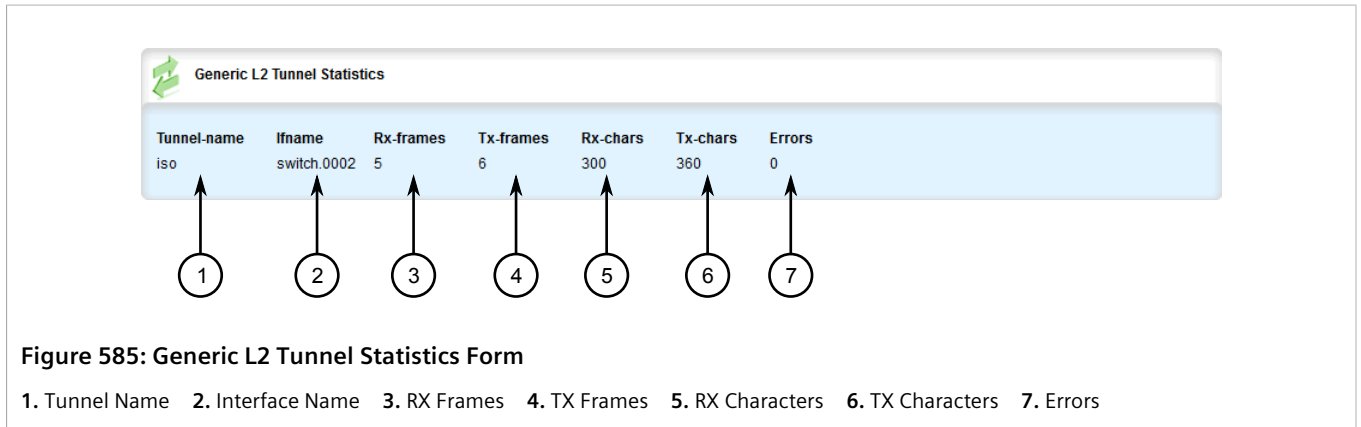 Generic L2 Tunnel Statistics
Tunnel-name Ifname Rx-frames Tx-frames Rx-chars Tx-chars Errors
iso switch.0002 5 6 300 360 0
1 2 3 4 5 6 7
Figure 585: Generic L2 Tunnel Statistics Form
1. Tunnel Name 2. Interface Name 3. RX Frames 4. TX Frames 5. RX Characters 6. TX Characters 7. Errors